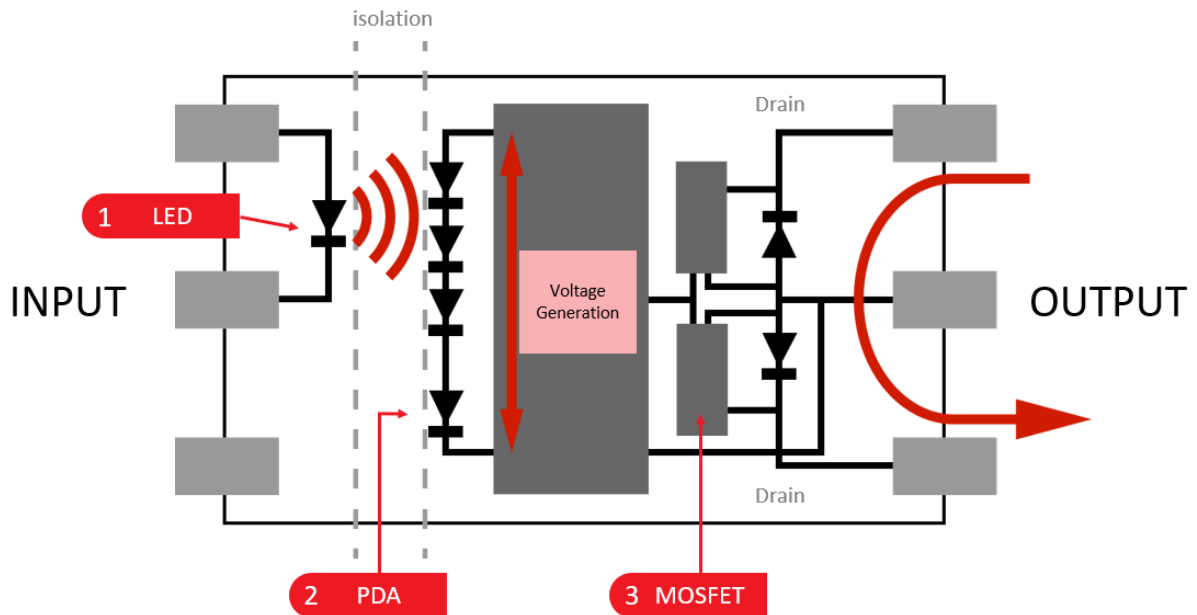 isolation
Drain
1 LED
INPUT
Voltage
Generation
OUTPUT
Drain
2 PDA
3 MOSFET